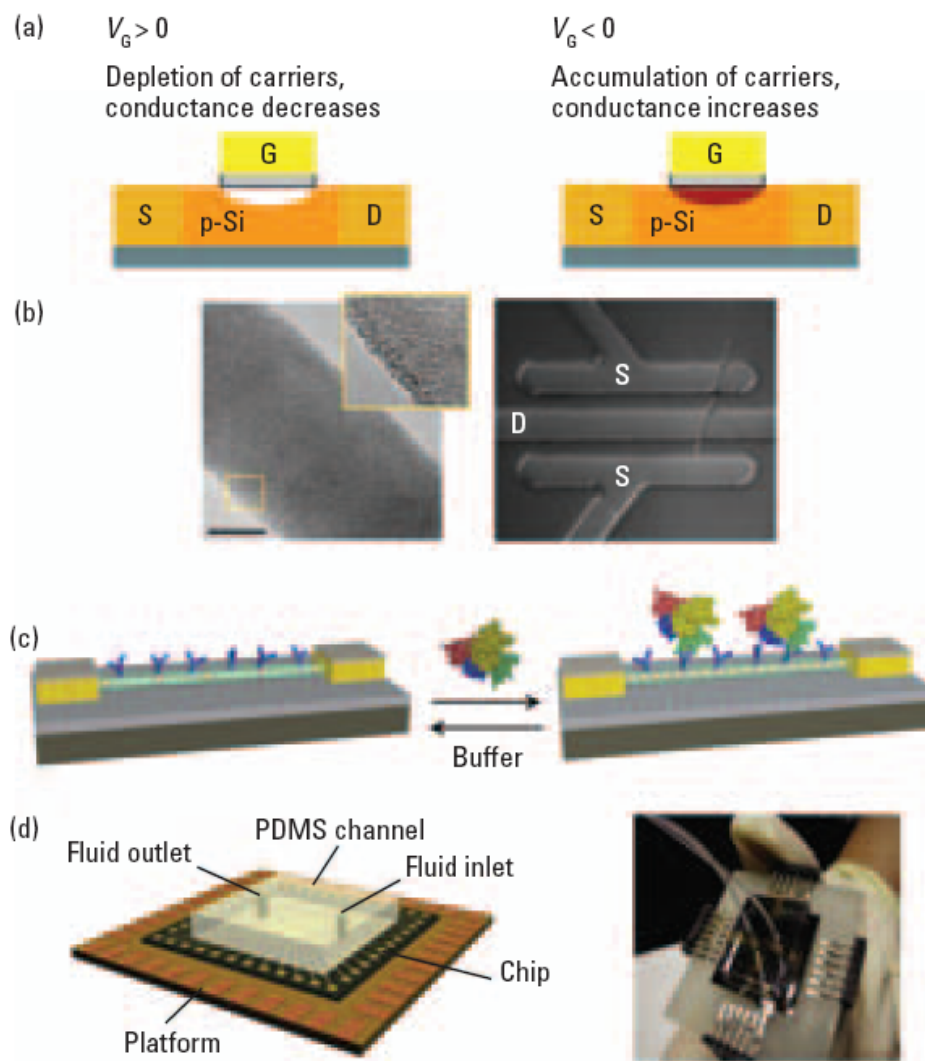 (a)
V_G > 0
Depletion of carriers,
conductance decreases
G
S
p-Si
D
V_G < 0
Accumulation of carriers,
conductance increases
G
S
p-Si
D
(b)
S
D
S
(c)
Buffer
(d)
PDMS channel
Fluid outlet
Fluid inlet
Chip
Platform